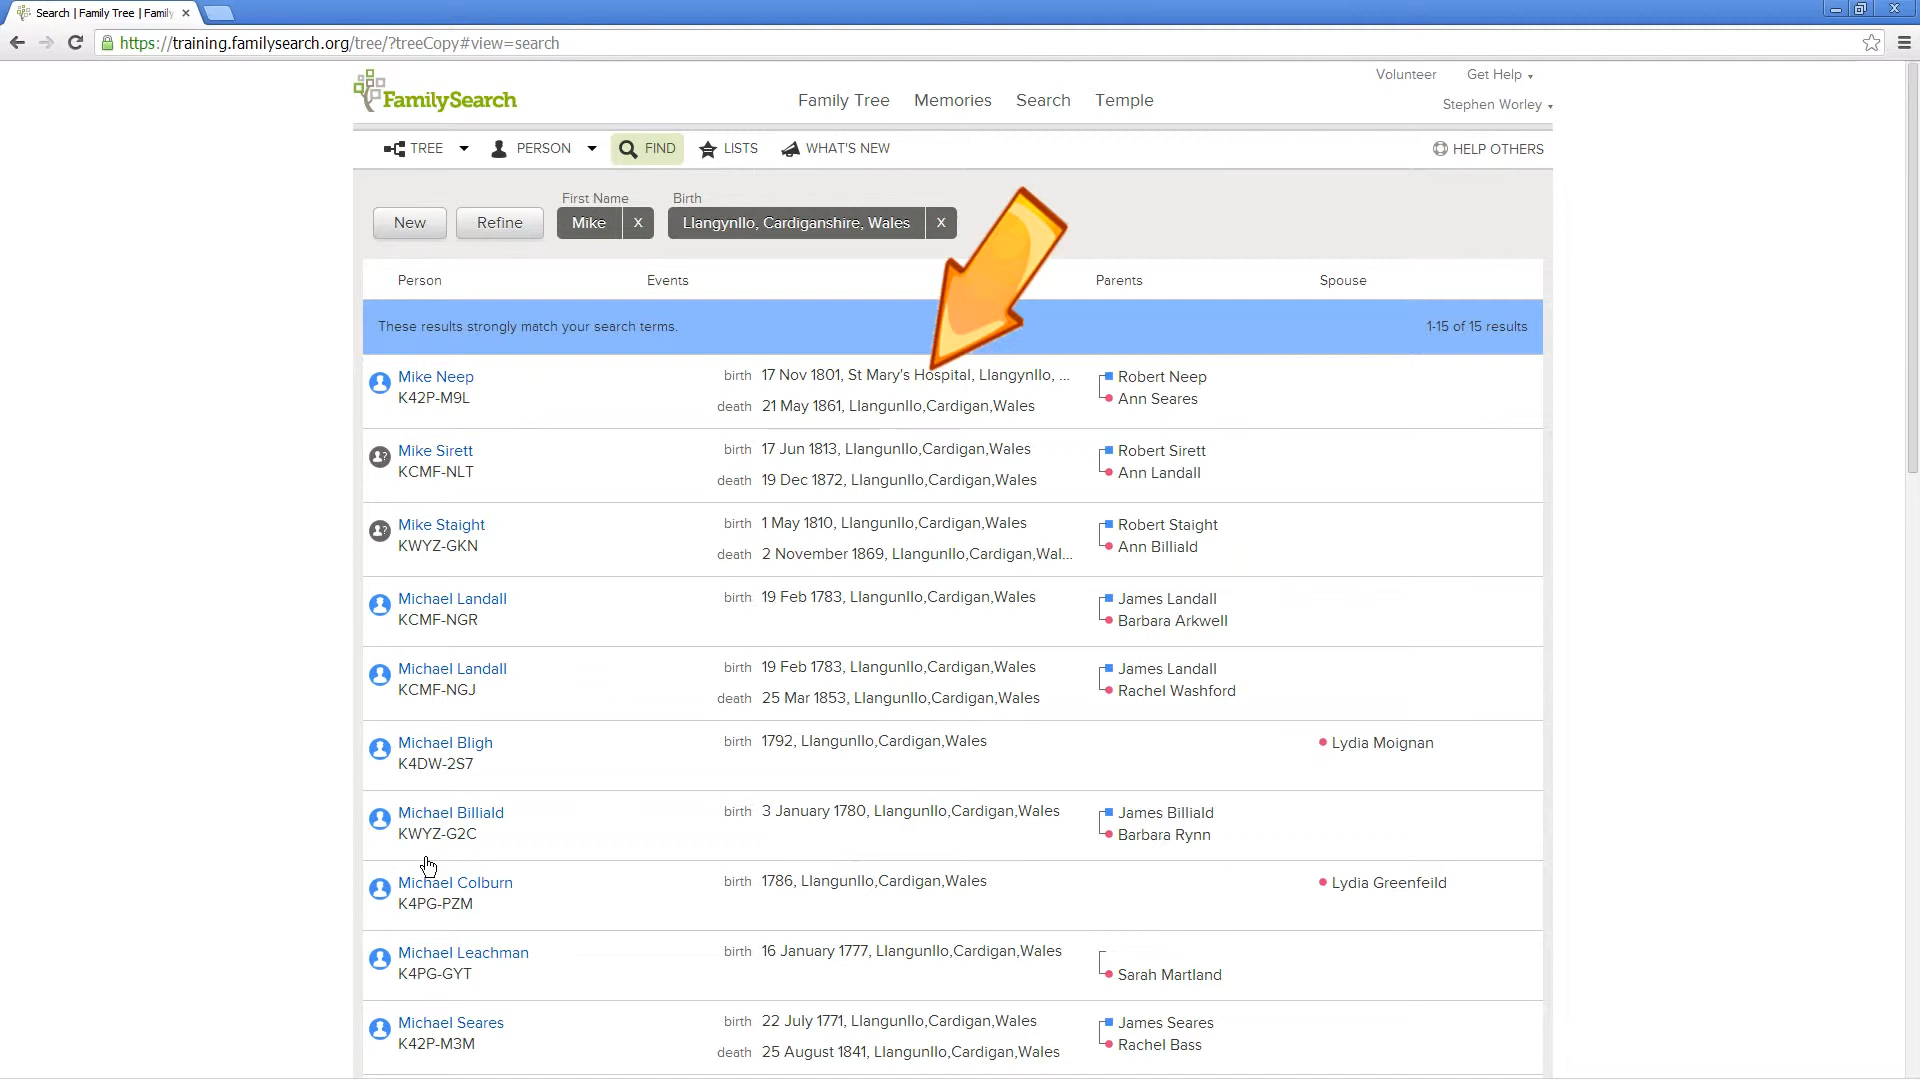 Search | Family Tree | Family
https://training.familysearch.org/tree/?treeCopy#view=search
Volunteer Get Help
FamilySearch
Family Tree Memories Search Temple
Stephen Worley
TREE PERSON FIND LISTS WHAT'S NEW HELP OTHERS
First Name Birth
New Refine Mike X Llangynllo, Cardiganshire, Wales X
Person Events Parents Spouse
These results strongly match your search terms. 1-15 of 15 results
Mike Neep birth 17 Nov 1801, St Mary's Hospital, Llangynllo, ... Robert Neep
K42P-M9L death 21 May 1861, Llangunllo,Cardigan,Wales Ann Seares
Mike Sirett birth 17 Jun 1813, Llangunllo,Cardigan,Wales Robert Sirett
KCMF-NLT death 19 Dec 1872, Llangunllo,Cardigan,Wales Ann Landall
Mike Staight birth 1 May 1810, Llangunllo,Cardigan,Wales Robert Staight
KWYZ-GKN death 2 November 1869, Llangunllo,Cardigan,Wal... Ann Billiald
Michael Landall birth 19 Feb 1783, Llangunllo,Cardigan,Wales James Landall
KCMF-NGR Barbara Arkwell
Michael Landall birth 19 Feb 1783, Llangunllo,Cardigan,Wales James Landall
KCMF-NGJ death 25 Mar 1853, Llangunllo,Cardigan,Wales Rachel Washford
Michael Bligh birth 1792, Llangunllo,Cardigan,Wales Lydia Moignan
K4DW-2S7
Michael Billiald birth 3 January 1780, Llangunllo,Cardigan,Wales James Billiald
KWYZ-G2C Barbara Rynn
Michael Colburn birth 1786, Llangunllo,Cardigan,Wales Lydia Greenfeild
K4PG-PZM
Michael Leachman birth 16 January 1777, Llangunllo,Cardigan,Wales
K4PG-GYT Sarah Martland
Michael Seares birth 22 July 1771, Llangunllo,Cardigan,Wales James Seares
K42P-M3M death 25 August 1841, Llangunllo,Cardigan,Wales Rachel Bass